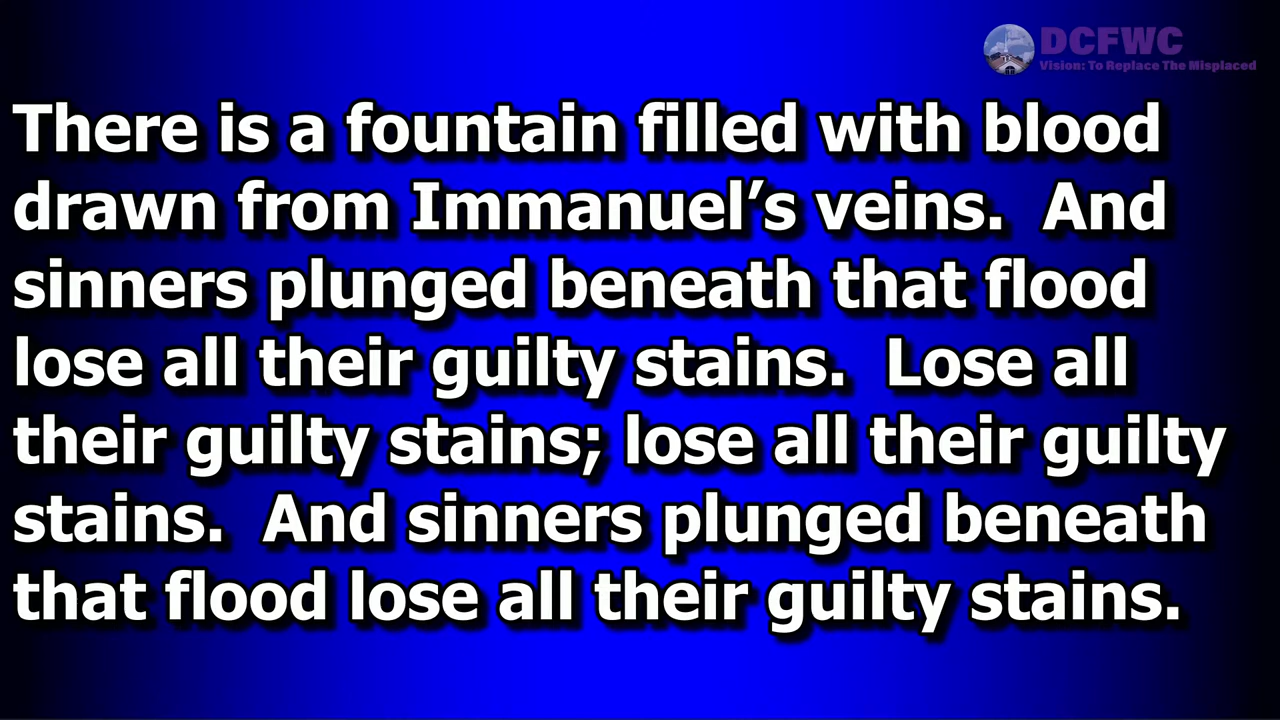 DCFWC
Vision: To Replace The Misplaced
There is a fountain filled with blood
drawn from Immanuel’s veins.  And
sinners plunged beneath that flood
lose all their guilty stains.  Lose all
their guilty stains; lose all their guilty
stains.  And sinners plunged beneath
that flood lose all their guilty stains.